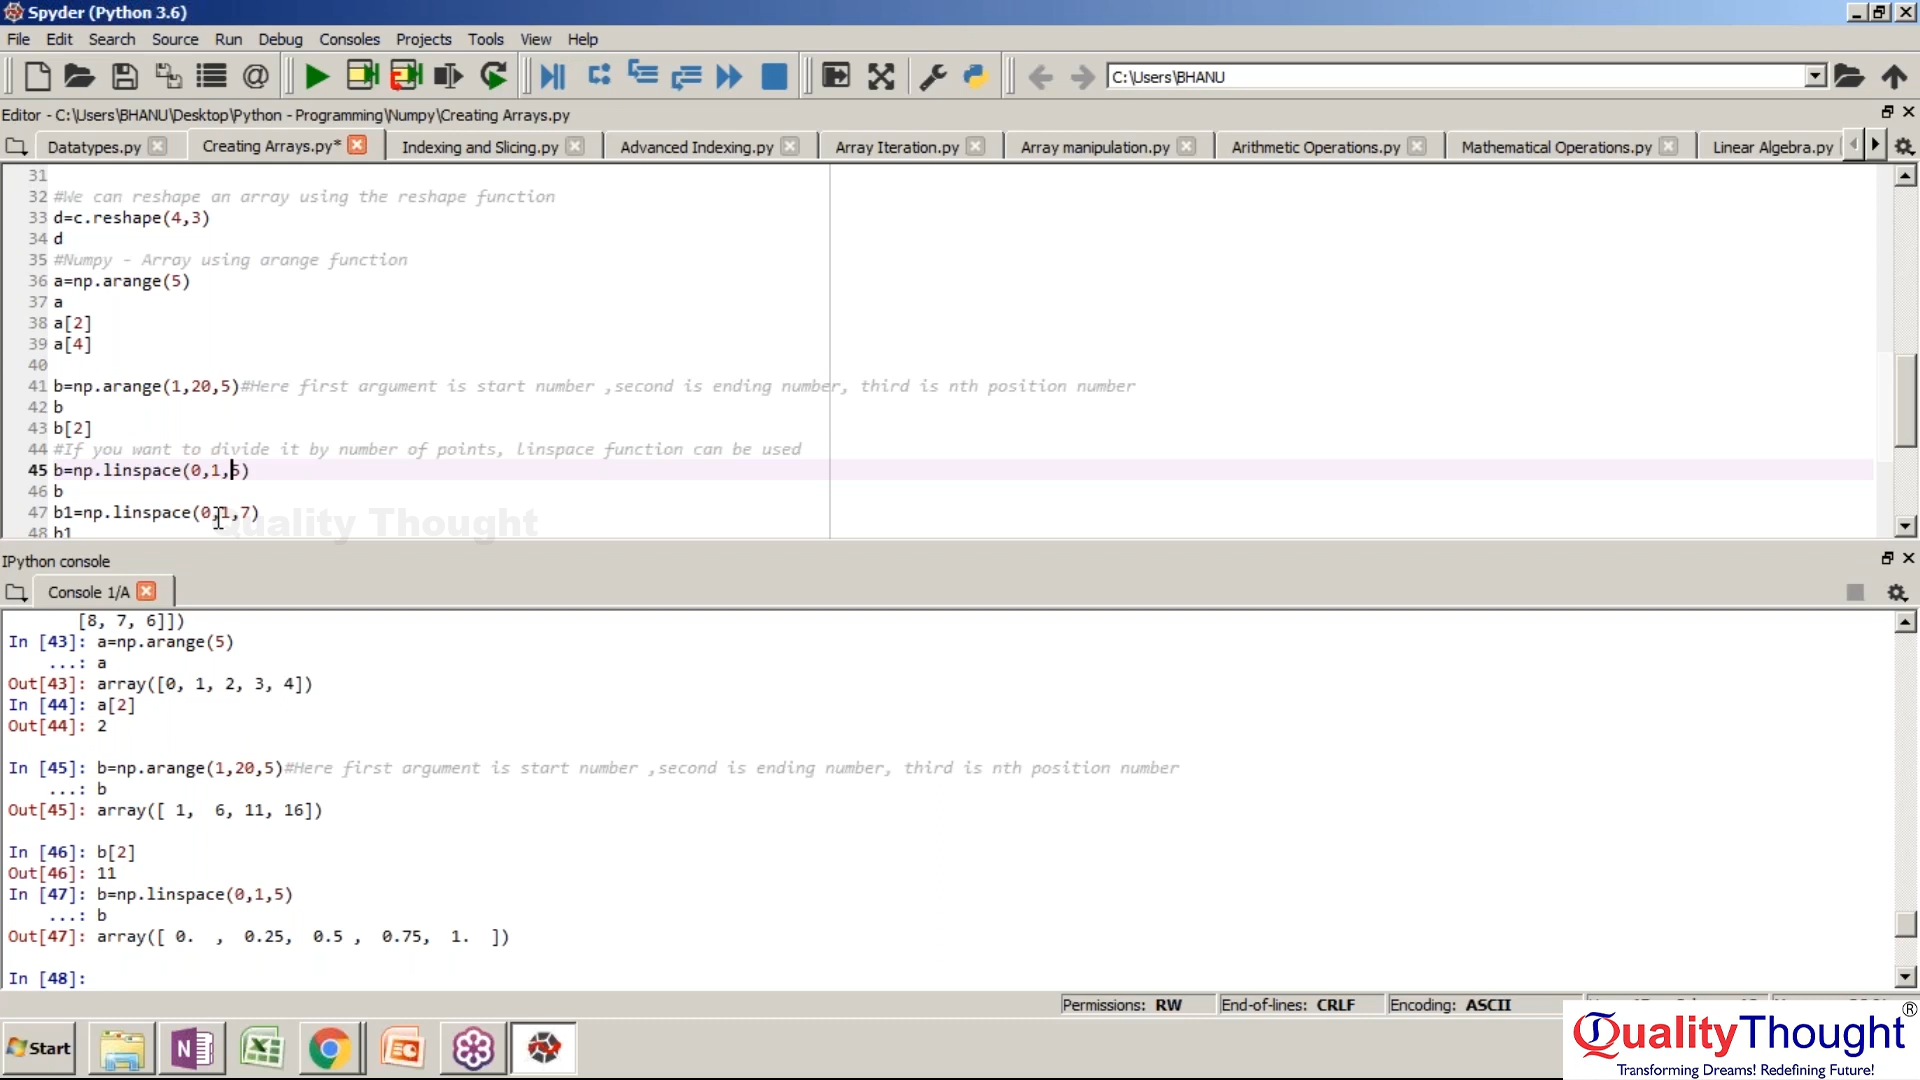 Spyder (Python 3.6)
File Edit Search Source Run Debug Consoles Projects Tools View Help
C:\Users\BHANU
Editor - C:\Users\BHANU\Desktop\Python - Programming\Numpy\Creating Arrays.py
Datatypes.py Creating Arrays.py* Indexing and Slicing.py Advanced Indexing.py Array Iteration.py Array manipulation.py Arithmetic Operations.py Mathematical Operations.py Linear Algebra.py
31
32 #We can reshape an array using the reshape function
33 d=c.reshape(4,3)
34 d
35 #Numpy - Array using arange function
36 a=np.arange(5)
37 a
38 a[2]
39 a[4]
40
41 b=np.arange(1,20,5)#Here first argument is start number ,second is ending number, third is nth position number
42 b
43 b[2]
44 #If you want to divide it by number of points, linspace function can be used
45 b=np.linspace(0,1,5)
46 b
47 b1=np.linspace(0,1,7)
Quality Thought
48 b1
IPython console
Console 1/A
[8, 7, 6]])
In [43]: a=np.arange(5)
...: a
Out[43]: array([0, 1, 2, 3, 4])
In [44]: a[2]
Out[44]: 2
In [45]: b=np.arange(1,20,5)#Here first argument is start number ,second is ending number, third is nth position number
...: b
Out[45]: array([ 1,  6, 11, 16])
In [46]: b[2]
Out[46]: 11
In [47]: b=np.linspace(0,1,5)
...: b
Out[47]: array([ 0.  ,  0.25,  0.5 ,  0.75,  1.  ])
In [48]:
Permissions: RW End-of-lines: CRLF Encoding: ASCII
Start
QualityThought®
Transforming Dreams! Redefining Future!